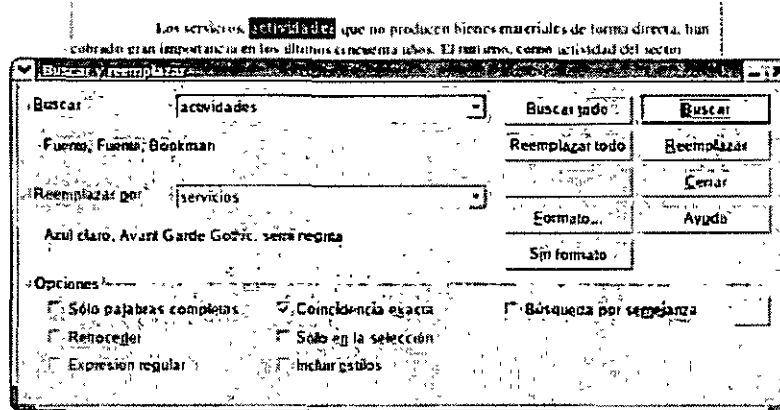 Los servicios, actividades que no producen bienes materiales de forma directa, han
cobrado gran importancia en los últimos cincuenta años. El turismo, como actividad del sector
Buscar y reemplazar
Buscar actividades Buscar todo Buscar
Fuente, Fuente, Bookman Reemplazar todo Reemplazar
Cerrar
Reemplazar por servicios
Formato... Ayuda
Azul claro, Avant Garde Gothic, semi negrita
Sin formato
Opciones
Sólo palabras completas Coincidencia exacta Búsqueda por semejanza
Retroceder Sólo en la selección
Expresión regular Incluir estilos